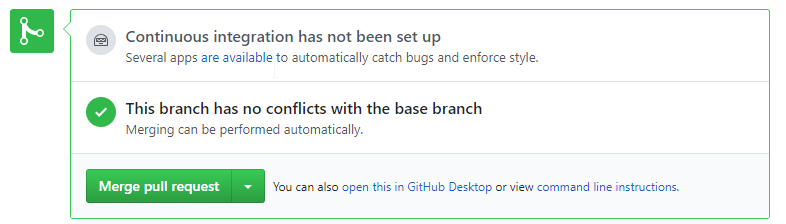 Continuous integration has not been set up
Several apps are available to automatically catch bugs and enforce style.
This branch has no conflicts with the base branch
Merging can be performed automatically.
Merge pull request You can also open this in GitHub Desktop or view command line instructions.